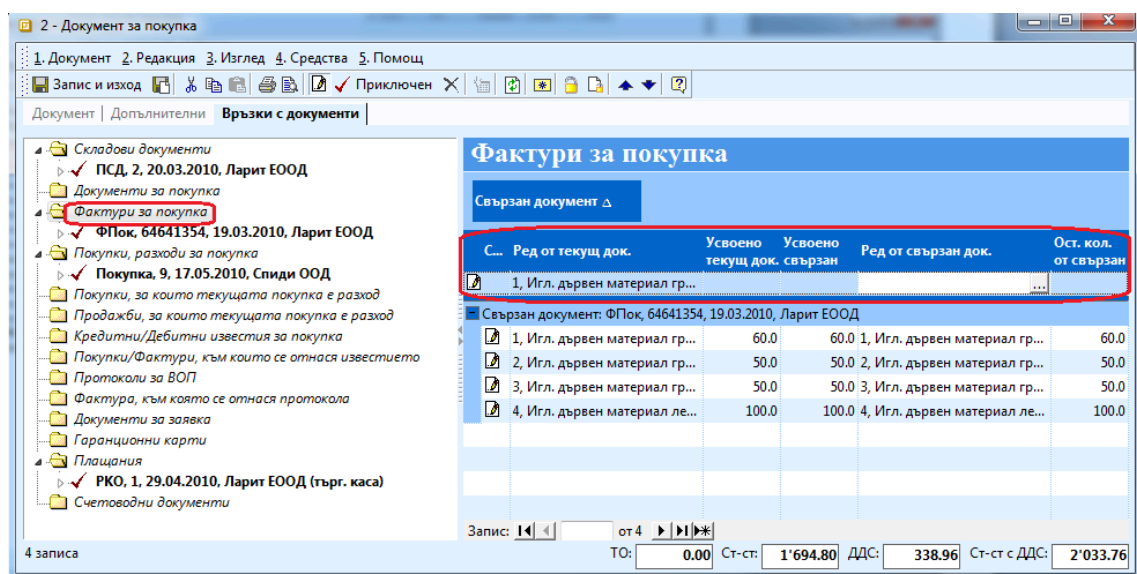 2 - Документ за покупка
1. Документ 2. Редакция 3. Изглед 4. Средства 5. Помощ
Запис и изход Приключен
Документ Допълнителни Връзки с документи
Складови документи
ПСД, 2, 20.03.2010, Ларит ЕООД
Документи за покупка
Фактури за покупка
ФПок, 64641354, 19.03.2010, Ларит ЕООД
Покупки, разходи за покупка
Покупка, 9, 17.05.2010, Спиди ООД
Покупки, за които текущата покупка е разход
Продажби, за които текущата покупка е разход
Кредитни/Дебитни известия за покупка
Покупки/Фактури, към които се отнася известието
Протоколи за ВОП
Фактура, към която се отнася протокола
Документи за заявка
Гаранционни карти
Плащания
РКО, 1, 29.04.2010, Ларит ЕООД (търг. каса)
Счетоводни документи
Фактури за покупка
Свързан документ
С... Ред от текущ док. Усвоено текущ док. Усвоено свързан Ред от свързан док. Ост. кол. от свързан
1, Игл. дървен материал гр... ...
Свързан документ: ФПок, 64641354, 19.03.2010, Ларит ЕООД
1, Игл. дървен материал гр... 60.0 60.0 1, Игл. дървен материал гр... 60.0
2, Игл. дървен материал гр... 50.0 50.0 2, Игл. дървен материал гр... 50.0
3, Игл. дървен материал гр... 50.0 50.0 3, Игл. дървен материал гр... 50.0
4, Игл. дървен материал ле... 100.0 100.0 4, Игл. дървен материал ле... 100.0
Запис: от 4
4 записа ТО: 0.00 Ст-ст: 1'694.80 ДДС: 338.96 Ст-ст с ДДС: 2'033.76